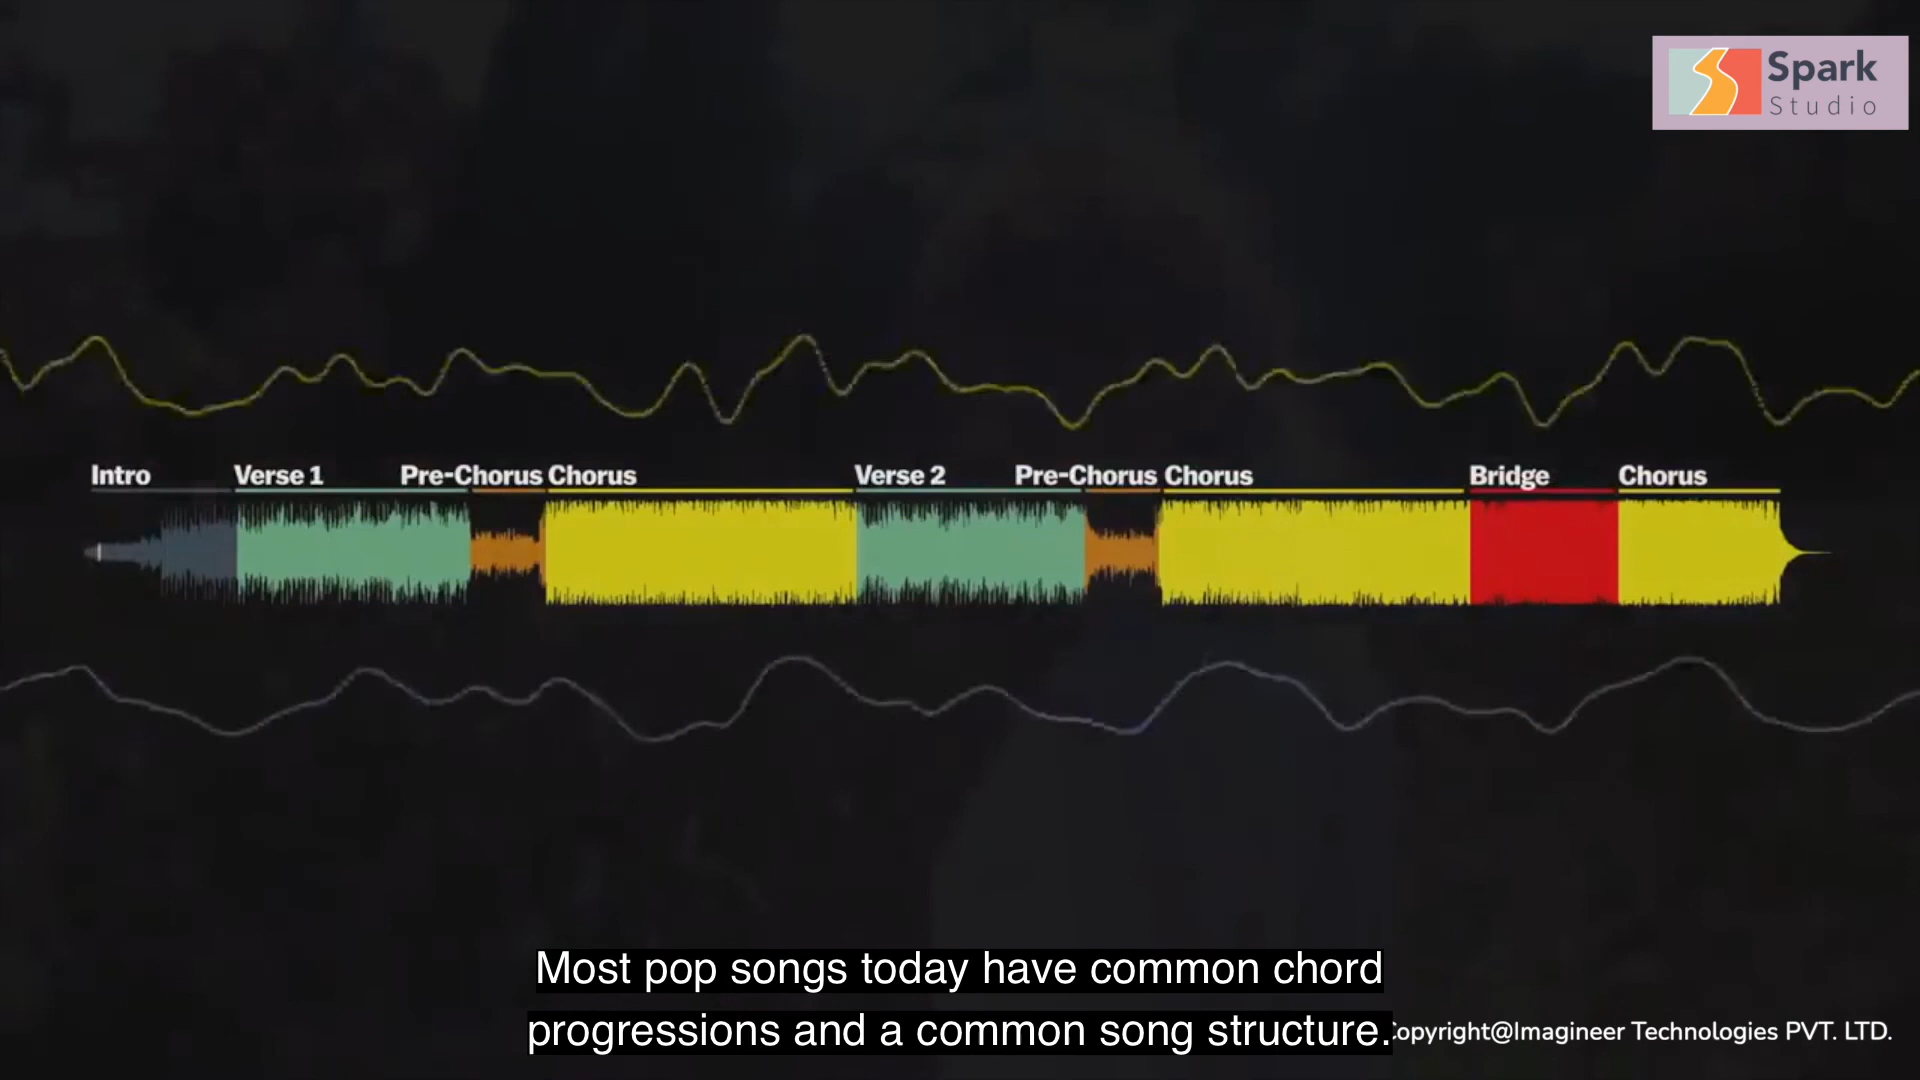 Spark
Studio
Intro Verse 1 Pre-Chorus Chorus Verse 2 Pre-Chorus Chorus Bridge Chorus
Most pop songs today have common chord
progressions and a common song structure.
opyright@Imagineer Technologies PVT. LTD.